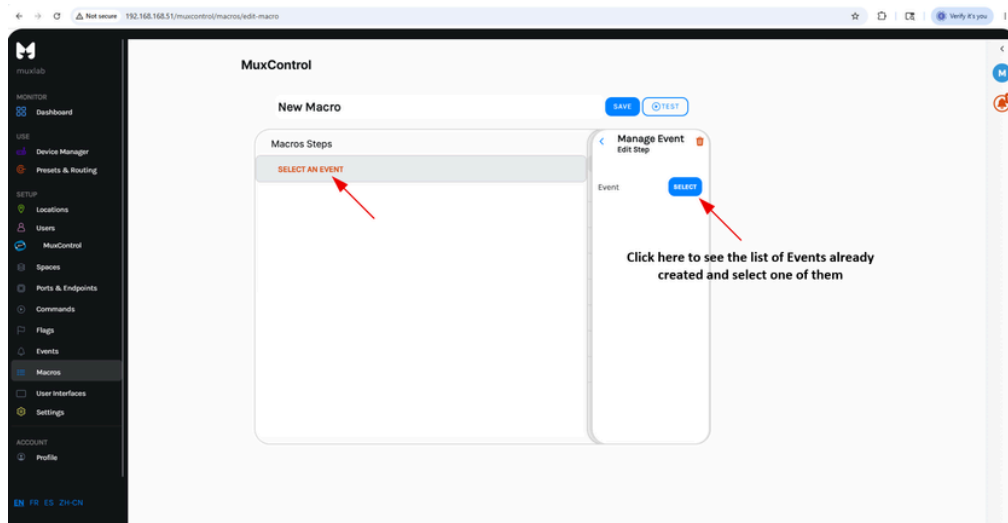 Not secure 192.168.168.51/muxcontrol/macros/edit-macro
Verify it's you
muxlab
MuxControl
MONITOR
Dashboard
New Macro
SAVE
TEST
USE
Device Manager
Presets & Routing
Macros Steps
Manage Event
Edit Step
SELECT AN EVENT
Event
SELECT
SETUP
Locations
Users
MuxControl
Spaces
Ports & Endpoints
Commands
Flags
Events
Macros
User Interfaces
Settings
Click here to see the list of Events already
created and select one of them
ACCOUNT
Profile
EN FR ES ZH-CN
M